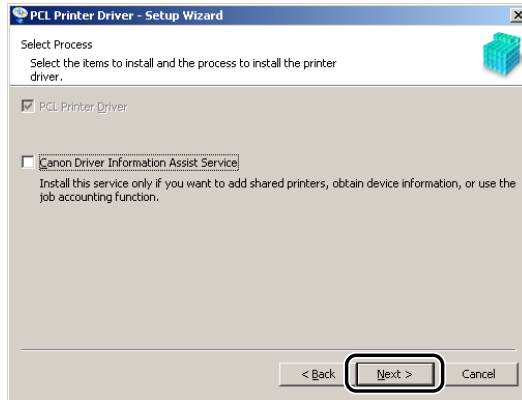 PCL Printer Driver - Setup Wizard
Select Process
Select the items to install and the process to install the printer
driver.
PCL Printer Driver
Canon Driver Information Assist Service
Install this service only if you want to add shared printers, obtain device information, or use the
job accounting function.
< Back Next > Cancel